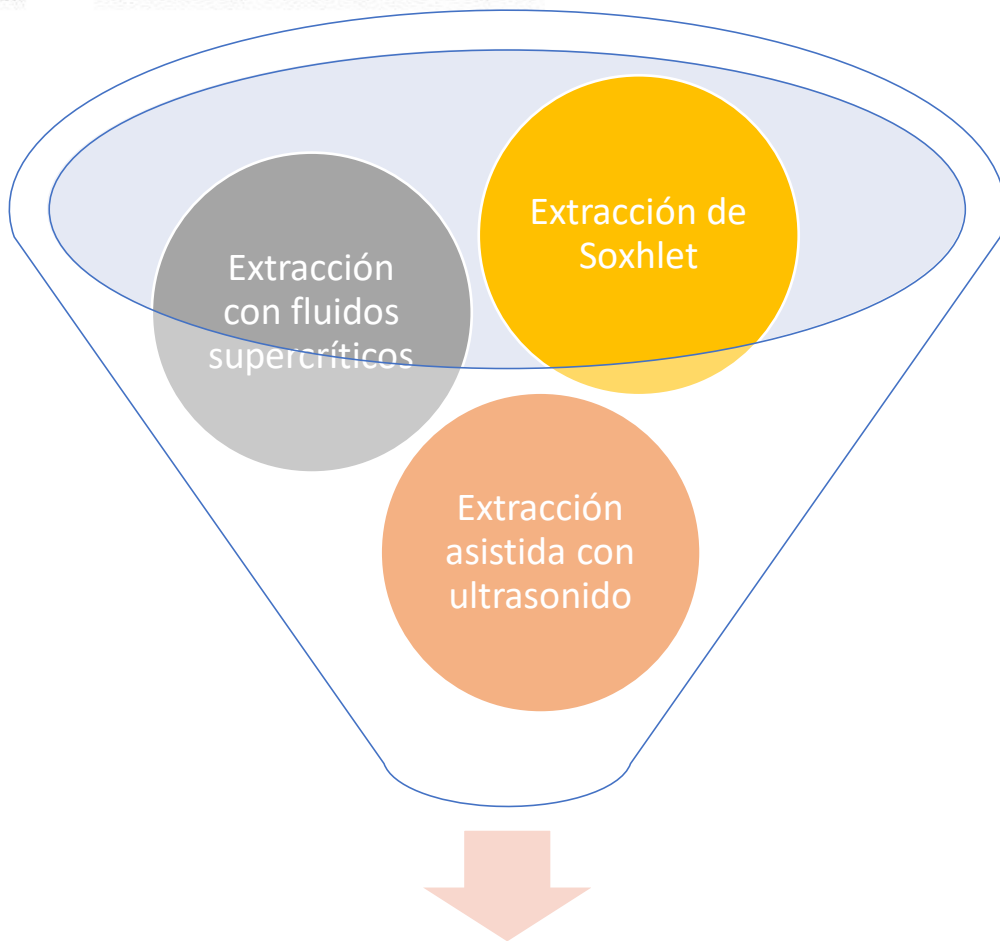 Extracción de
Soxhlet
Extracción
con fluidos
supercríticos
Extracción
asistida con
ultrasonido